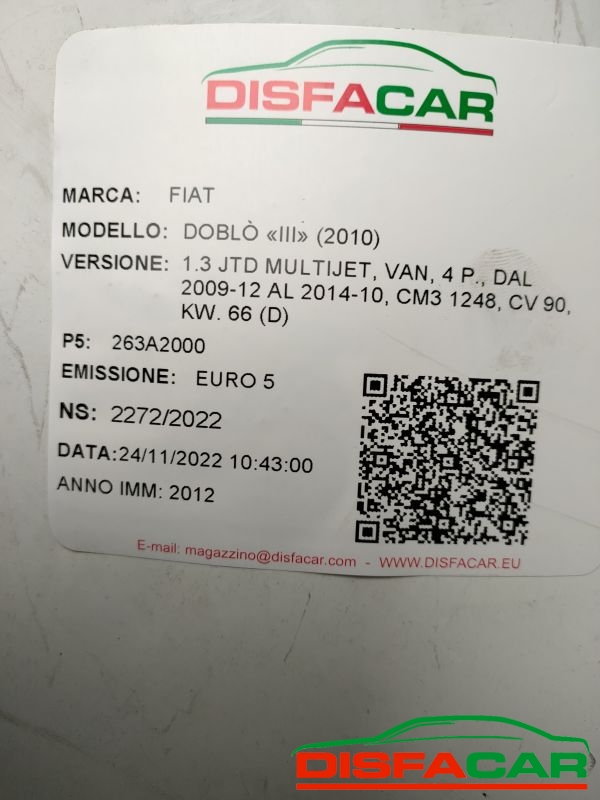 DISFACAR
MARCA: FIAT
MODELLO: DOBLÒ «III» (2010)
VERSIONE: 1.3 JTD MULTIJET, VAN, 4 P., DAL
2009-12 AL 2014-10, CM3 1248, CV 90,
KW. 66 (D)
P5: 263A2000
EMISSIONE: EURO 5
NS: 2272/2022
DATA:24/11/2022 10:43:00
ANNO IMM: 2012
E-mail: magazzino@disfacar.com - WWW.DISFACAR.EU
DISFACAR